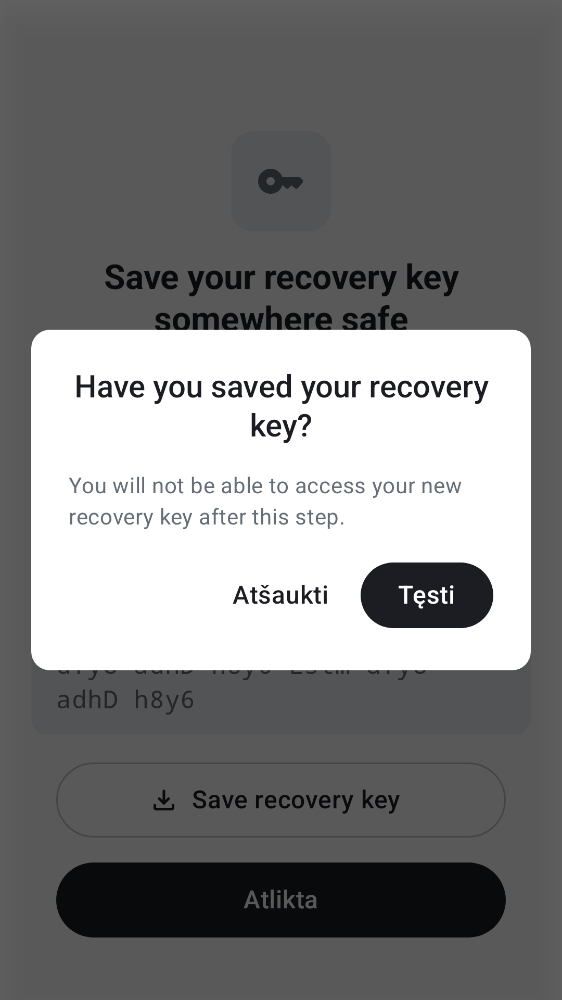 Save your recovery key
somewhere safe
Have you saved your recovery
key?
You will not be able to access your new
recovery key after this step.
Atšaukti
Tęsti
adhD h8y6
Save recovery key
Atlikta